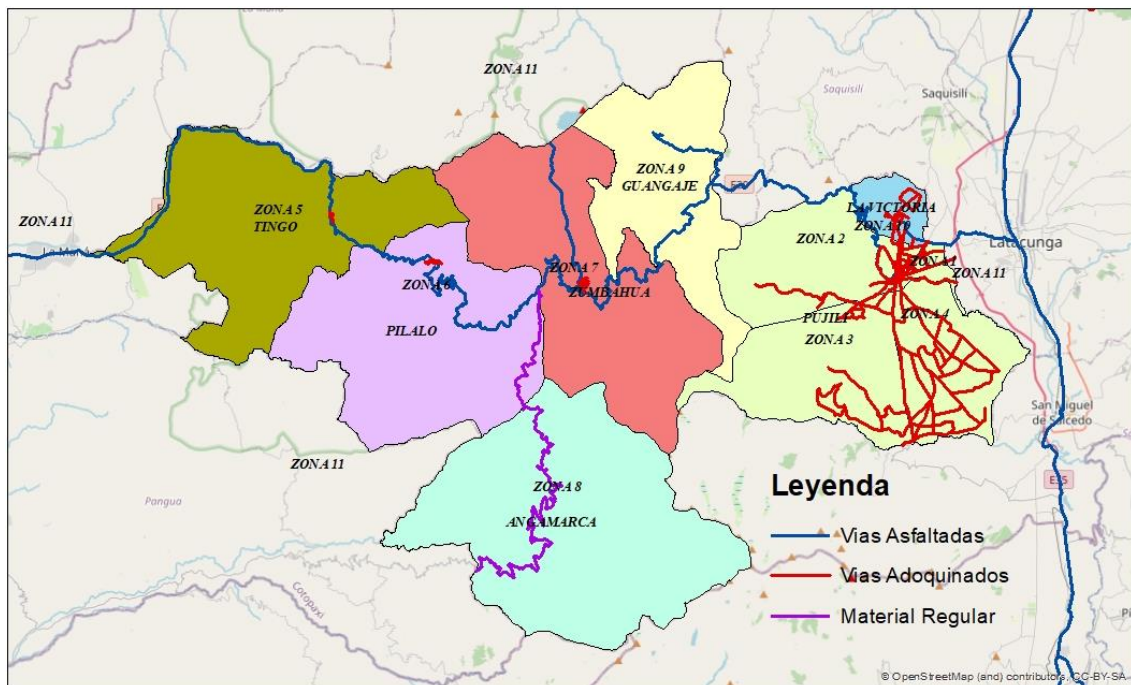 La Maná
ZONA 11
Saquisilí
Saquisilí
ZONA 9
GUANGAJE
ZONA 5
TINGO
LA VICTORIA
ZONA 10
ZONA 2
ZONA 11
Latacunga
ZONA 1
ZONA 11
ZONA 7
ZUMBAHUA
ZONA 6
PILALO
PUJILI
ZONA 4
ZONA 3
San Miguel
de Salcedo
ZONA 11
E35
ZONA 8
ANGAMARCA
Pangua
Cotopaxi
Leyenda
Vias Asfaltadas
Vias Adoquinados
Material Regular
© OpenStreetMap (and) contributors, CC-BY-SA